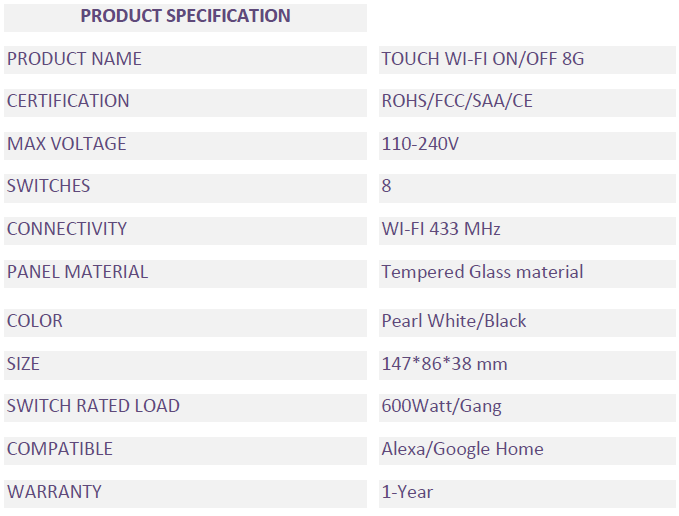 PRODUCT SPECIFICATION
PRODUCT NAME TOUCH WI-FI ON/OFF 8G
CERTIFICATION ROHS/FCC/SAA/CE
MAX VOLTAGE 110-240V
SWITCHES 8
CONNECTIVITY WI-FI 433 MHz
PANEL MATERIAL Tempered Glass material
COLOR Pearl White/Black
SIZE 147*86*38 mm
SWITCH RATED LOAD 600Watt/Gang
COMPATIBLE Alexa/Google Home
WARRANTY 1-Year